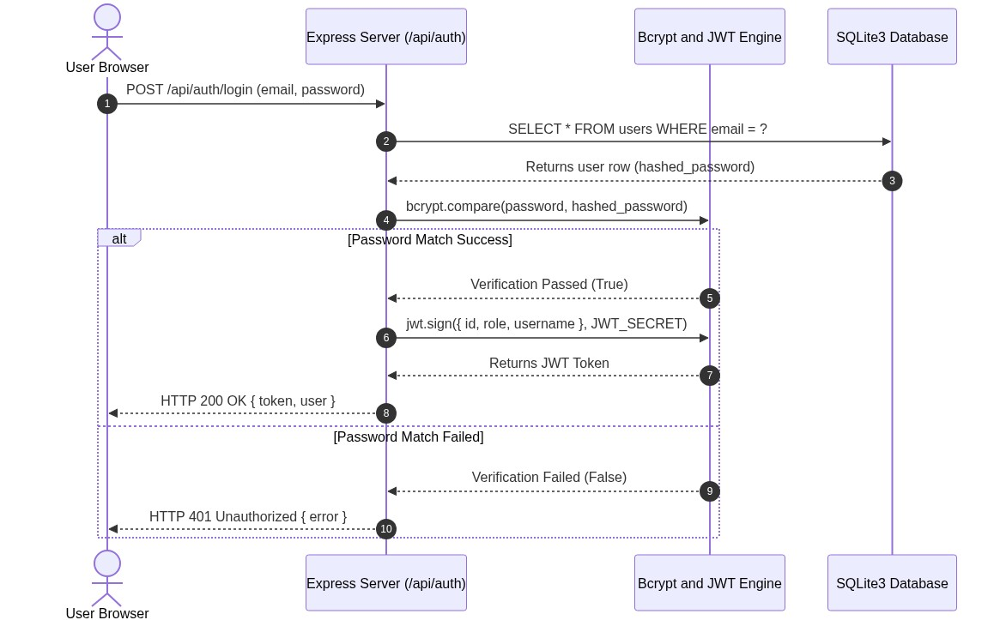 User Browser
Express Server (/api/auth)
Bcrypt and JWT Engine
SQLite3 Database
POST /api/auth/login (email, password)
1
SELECT * FROM users WHERE email = ?
2
Returns user row (hashed_password)
3
bcrypt.compare(password, hashed_password)
4
alt
[Password Match Success]
Verification Passed (True)
5
jwt.sign({ id, role, username }, JWT_SECRET)
6
Returns JWT Token
7
HTTP 200 OK { token, user }
8
[Password Match Failed]
Verification Failed (False)
9
HTTP 401 Unauthorized { error }
10
User Browser
Express Server (/api/auth)
Bcrypt and JWT Engine
SQLite3 Database